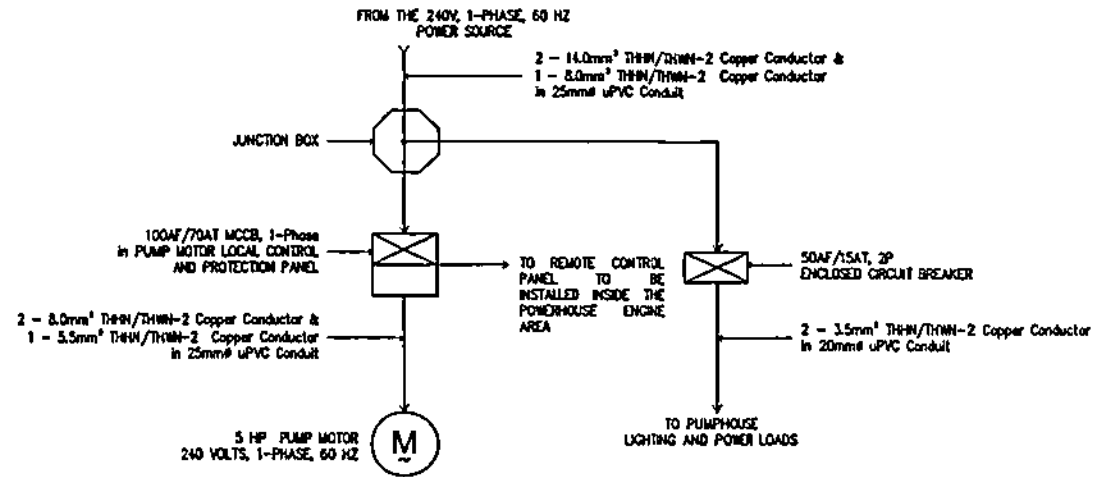 FROM THE 240V, 1-PHASE, 60 HZ
POWER SOURCE
2 - 14.0mm² THHN/THWN-2 Copper Conductor &
1 - 8.0mm² THHN/THWN-2 Copper Conductor
in 25mmø uPVC Conduit
JUNCTION BOX
100AF/70AT MCCB, 1-Phase
in PUMP MOTOR LOCAL CONTROL
AND PROTECTION PANEL
TO REMOTE CONTROL
PANEL TO BE
INSTALLED INSIDE THE
POWERHOUSE ENGINE
AREA
50AF/15AT, 2P
ENCLOSED CIRCUIT BREAKER
2 - 8.0mm² THHN/THWN-2 Copper Conductor &
1 - 5.5mm² THHN/THWN-2 Copper Conductor
in 25mmø uPVC Conduit
2 - 3.5mm² THHN/THWN-2 Copper Conductor
in 20mmø uPVC Conduit
5 HP PUMP MOTOR
240 VOLTS, 1-PHASE, 60 HZ
M
~
TO PUMPHOUSE
LIGHTING AND POWER LOADS